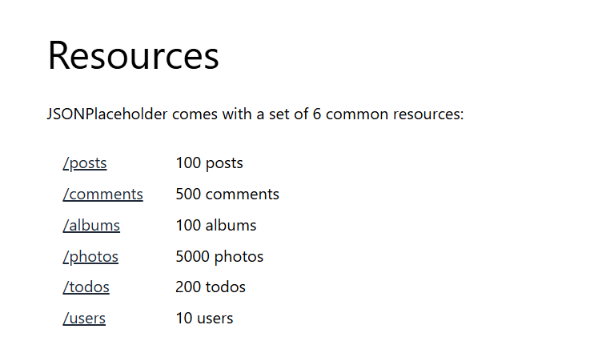 Resources
JSONPlaceholder comes with a set of 6 common resources:
/posts 100 posts
/comments 500 comments
/albums 100 albums
/photos 5000 photos
/todos 200 todos
/users 10 users